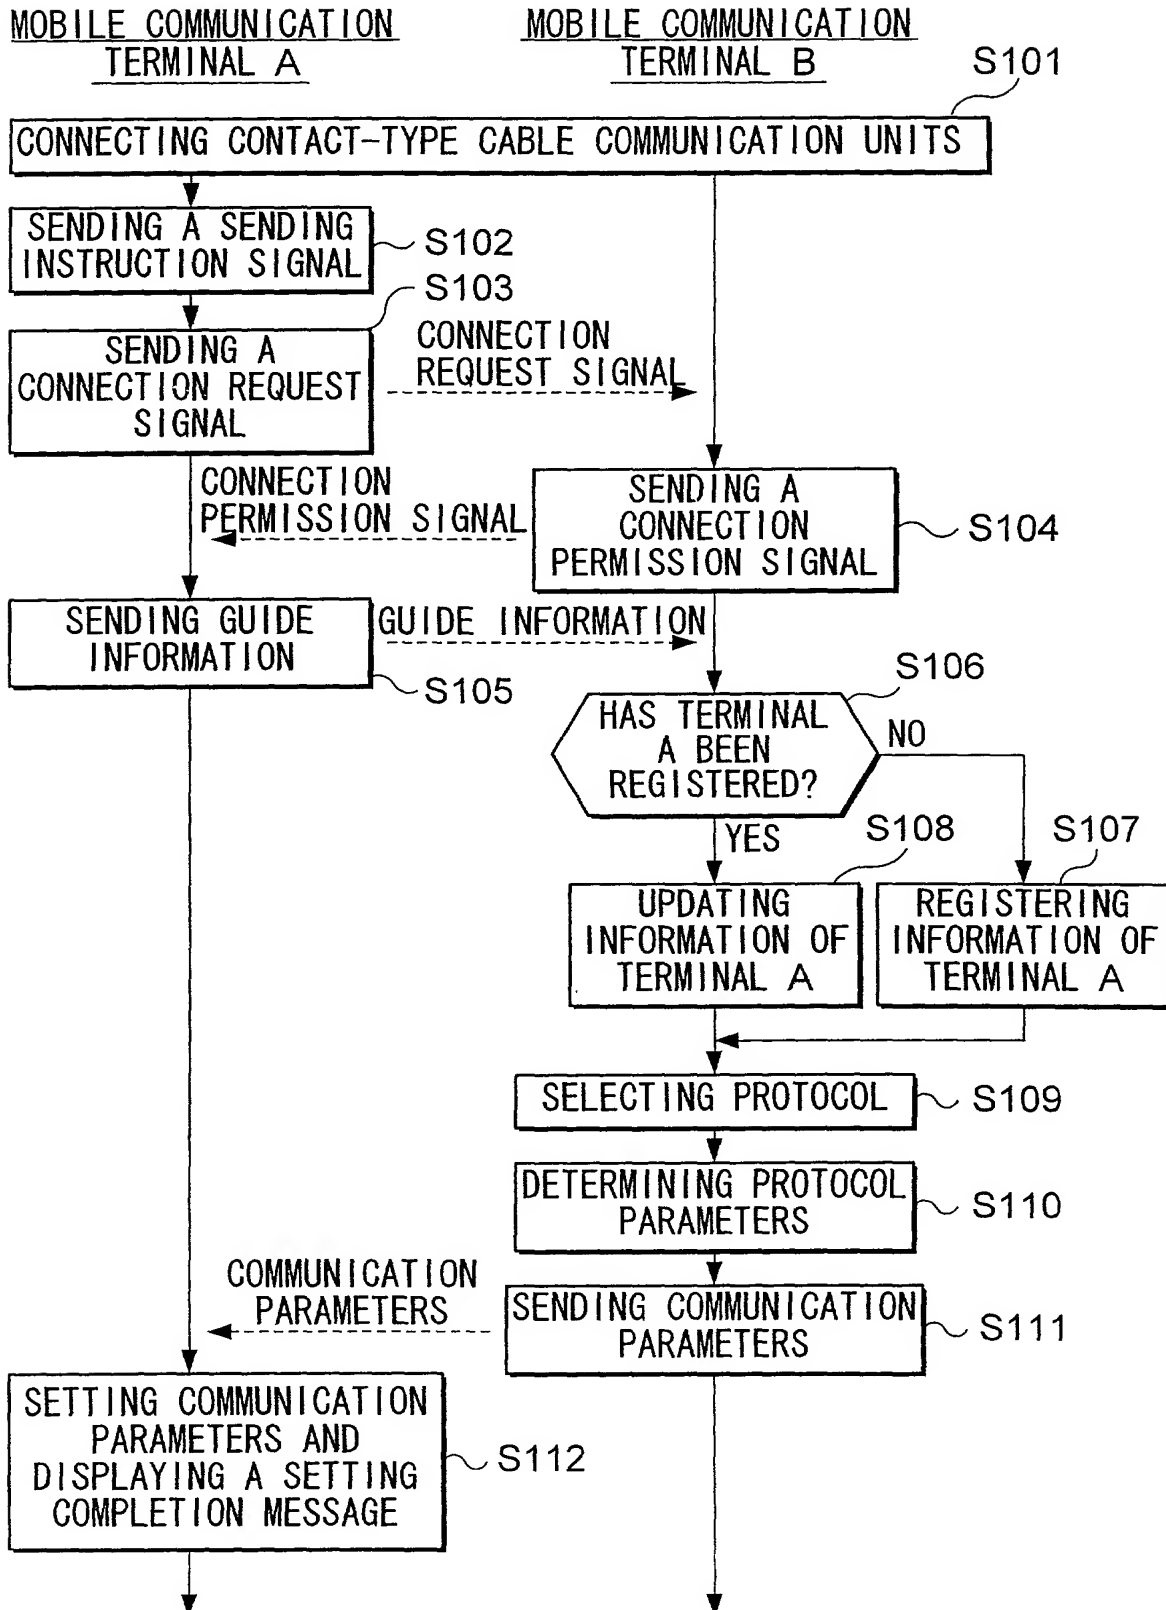 MOBILE COMMUNICATION
TERMINAL A
MOBILE COMMUNICATION
TERMINAL B
S101
CONNECTING CONTACT-TYPE CABLE COMMUNICATION UNITS
SENDING A SENDING
INSTRUCTION SIGNAL
S102
S103
SENDING A
CONNECTION REQUEST
SIGNAL
CONNECTION
REQUEST SIGNAL
CONNECTION
PERMISSION SIGNAL
SENDING A
CONNECTION
PERMISSION SIGNAL
S104
SENDING GUIDE
INFORMATION
GUIDE INFORMATION
S105
S106
HAS TERMINAL
A BEEN
REGISTERED?
NO
YES
S108
S107
UPDATING
INFORMATION OF
TERMINAL A
REGISTERING
INFORMATION OF
TERMINAL A
SELECTING PROTOCOL
S109
DETERMINING PROTOCOL
PARAMETERS
S110
COMMUNICATION
PARAMETERS
SENDING COMMUNICATION
PARAMETERS
S111
SETTING COMMUNICATION
PARAMETERS AND
DISPLAYING A SETTING
COMPLETION MESSAGE
S112